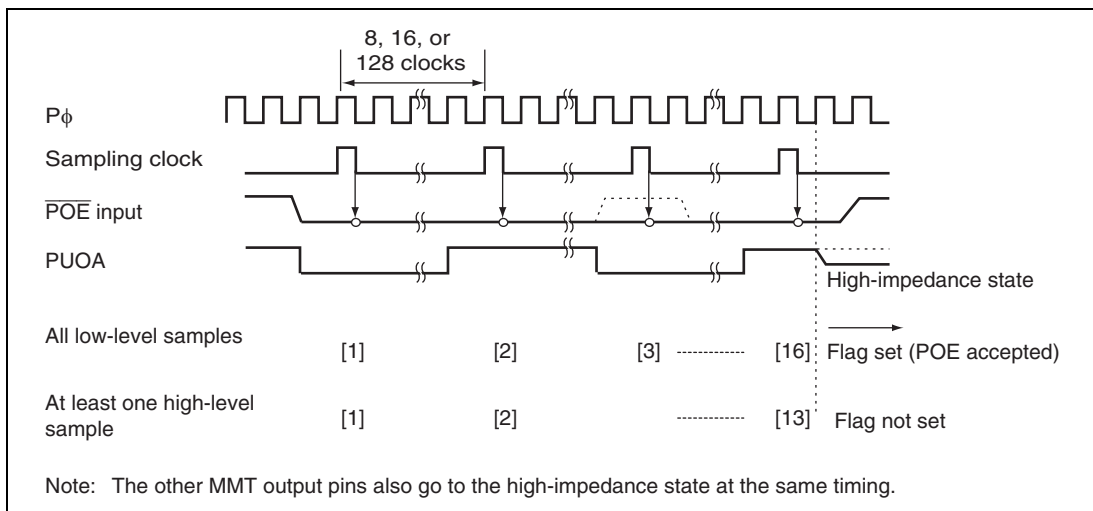 8, 16, or
128 clocks
Pϕ
Sampling clock
P̅O̅E̅ input
PUOA
High-impedance state
All low-level samples
[1] [2] [3] [16] Flag set (POE accepted)
At least one high-level
sample
[1] [2] [13] Flag not set
Note: The other MMT output pins also go to the high-impedance state at the same timing.